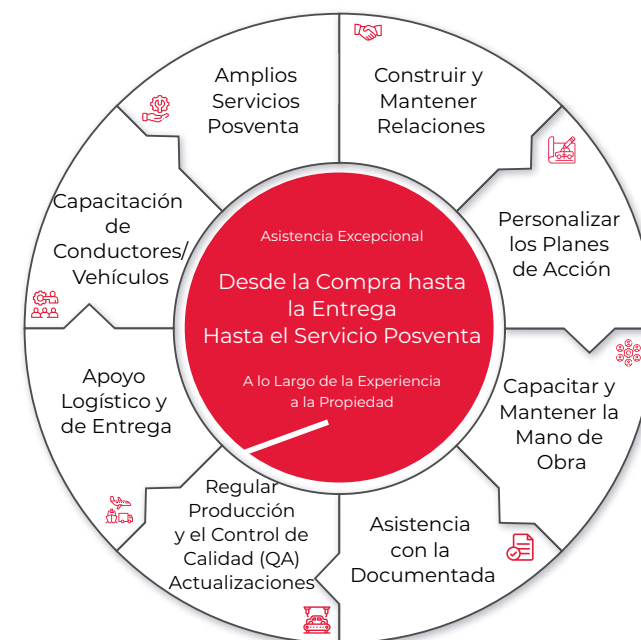 Amplios
Servicios
Posventa
Construir y
Mantener
Relaciones
Personalizar
los Planes
de Acción
Capacitar y
Mantener la
Mano de
Obra
Asistencia
con la
Documentada
Regular
Producción
y el Control de
Calidad (QA)
Actualizaciones
Apoyo
Logístico y
de Entrega
Capacitación
de
Conductores/
Vehículos
Asistencia Excepcional
Desde la Compra hasta
la Entrega
Hasta el Servicio Posventa
A lo Largo de la Experiencia
a la Propiedad